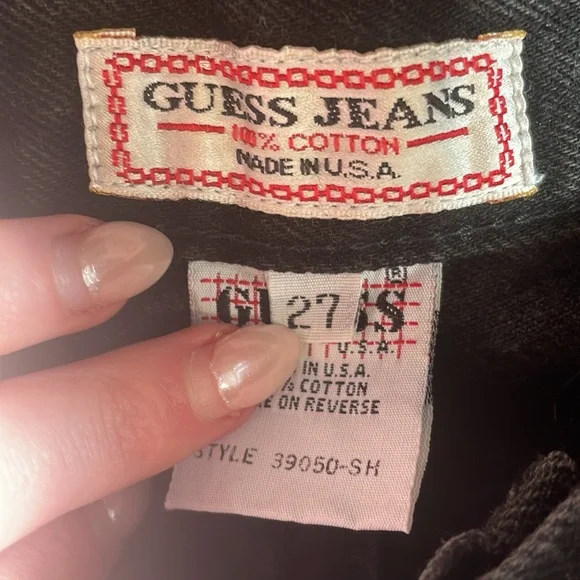 GUESS JEANS
100% COTTON
MADE IN U.S.A.
27
®
U.S.A.
IN U.S.A.
COTTON
ON REVERSE
STYLE 39050-SH